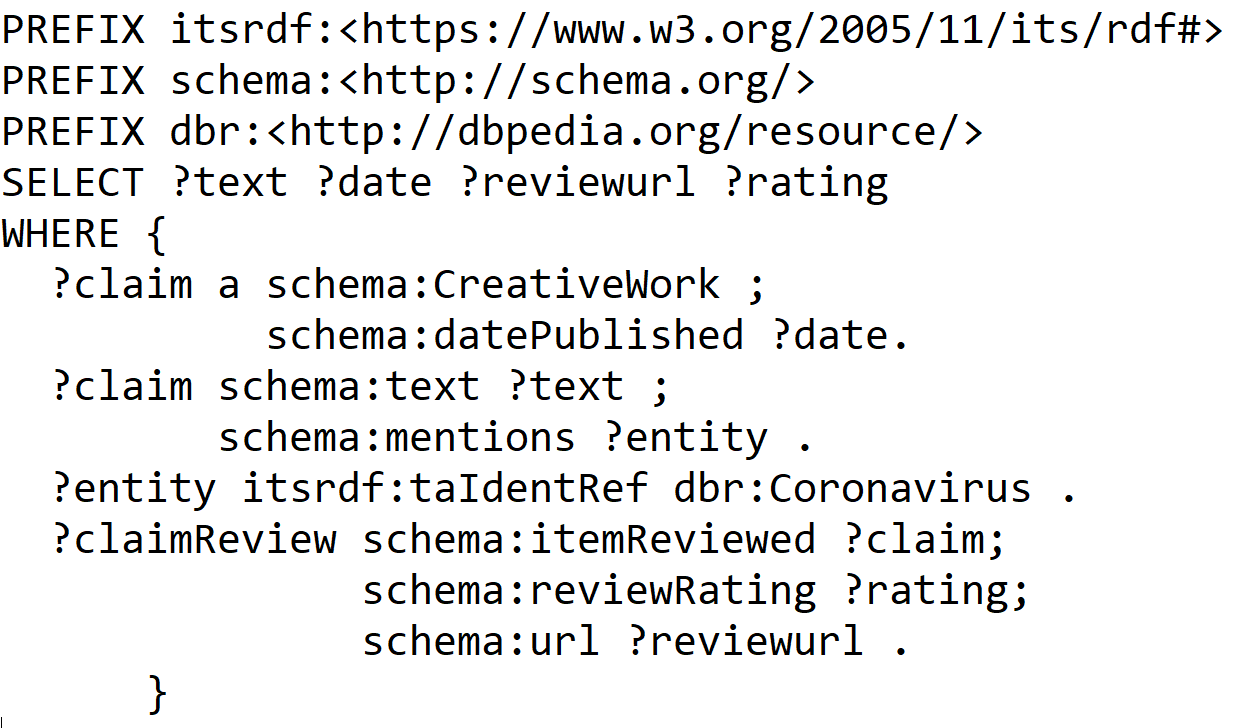 PREFIX itsrdf:<https://www.w3.org/2005/11/its/rdf#>
PREFIX schema:<http://schema.org/>
PREFIX dbr:<http://dbpedia.org/resource/>
SELECT ?text ?date ?reviewurl ?rating
WHERE {
  ?claim a schema:CreativeWork ;
           schema:datePublished ?date.
  ?claim schema:text ?text ;
         schema:mentions ?entity .
  ?entity itsrdf:taIdentRef dbr:Coronavirus .
  ?claimReview schema:itemReviewed ?claim;
               schema:reviewRating ?rating;
               schema:url ?reviewurl .
      }